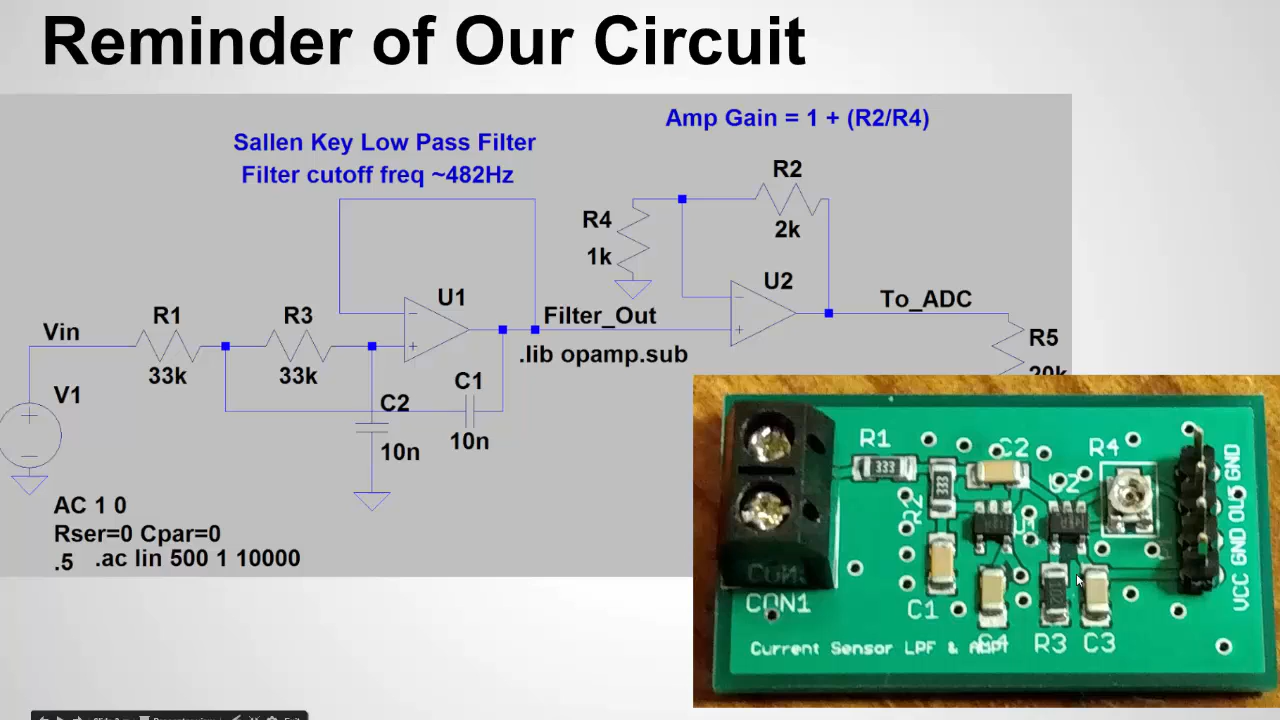 Reminder of Our Circuit
Amp Gain = 1 + (R2/R4)
Sallen Key Low Pass Filter
Filter cutoff freq ~482Hz
R2
2k
R4
1k
U2
U1
To_ADC
Filter_Out
.lib opamp.sub
R5
20k
Vin
R1
33k
R3
33k
C1
10n
C2
10n
V1
AC 1 0
Rser=0 Cpar=0
.5 .ac lin 500 1 10000
R1
333
C2
R4
U2
333
R2
U1
C1
C4
R3
C3
102
CON1
VCC GND OUT GND
Current Sensor LPF & AMP